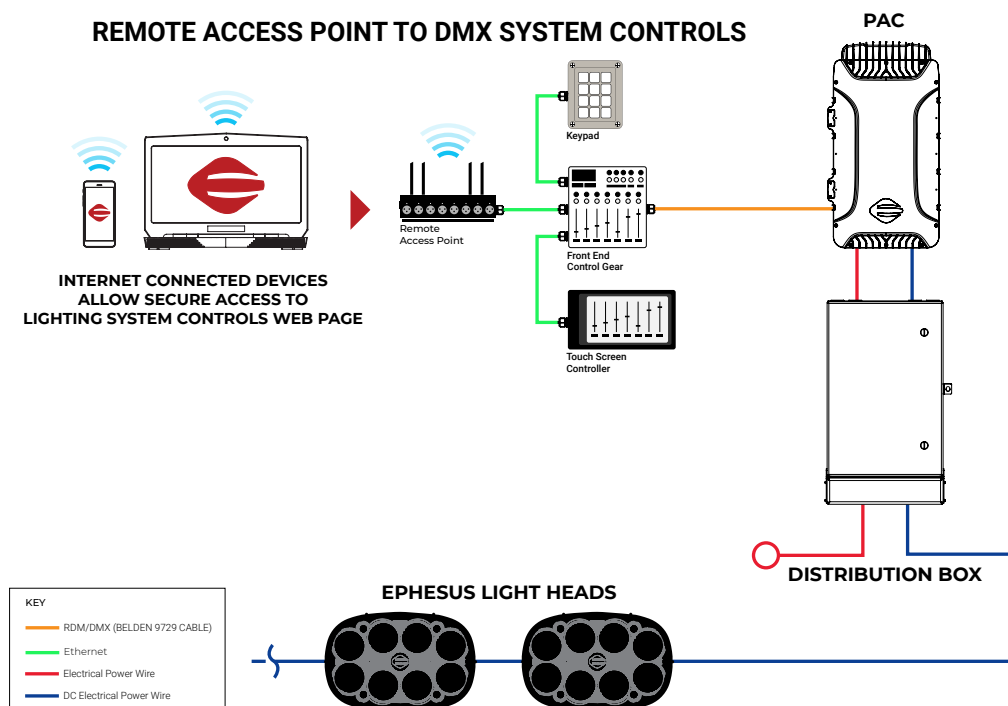 REMOTE ACCESS POINT TO DMX SYSTEM CONTROLS
PAC
Keypad
Remote
Access Point
Front End
Control Gear
INTERNET CONNECTED DEVICES
ALLOW SECURE ACCESS TO
LIGHTING SYSTEM CONTROLS WEB PAGE
Touch Screen
Controller
DISTRIBUTION BOX
EPHESUS LIGHT HEADS
KEY
RDM/DMX (BELDEN 9729 CABLE)
Ethernet
Electrical Power Wire
DC Electrical Power Wire